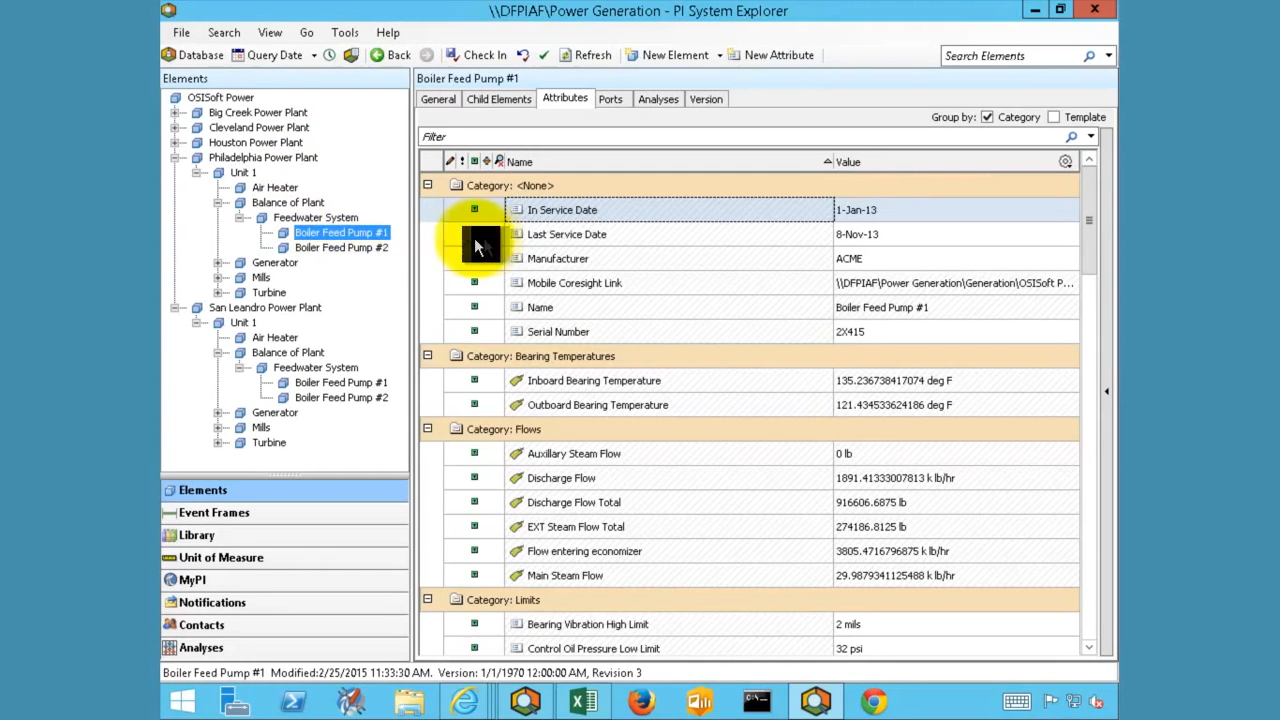 \\DFPIAF\Power Generation - PI System Explorer
File Search View Go Tools Help
Database Query Date Back Check In Refresh New Element New Attribute Search Elements
Elements
OSISoft Power
Big Creek Power Plant
Cleveland Power Plant
Houston Power Plant
Philadelphia Power Plant
Unit 1
Air Heater
Balance of Plant
Feedwater System
Boiler Feed Pump #1
Boiler Feed Pump #2
Generator
Mills
Turbine
San Leandro Power Plant
Unit 1
Air Heater
Balance of Plant
Feedwater System
Boiler Feed Pump #1
Boiler Feed Pump #2
Generator
Mills
Turbine
Elements
Event Frames
Library
Unit of Measure
MyPI
Notifications
Contacts
Analyses
Boiler Feed Pump #1
General Child Elements Attributes Ports Analyses Version
Group by: Category Template
Filter
Name Value
Category: <None>
In Service Date 1-Jan-13
Last Service Date 8-Nov-13
Manufacturer ACME
Mobile Coresight Link \\DFPIAF\Power Generation\Generation\OSISoft P...
Name Boiler Feed Pump #1
Serial Number 2X415
Category: Bearing Temperatures
Inboard Bearing Temperature 135.236738417074 deg F
Outboard Bearing Temperature 121.434533624186 deg F
Category: Flows
Auxillary Steam Flow 0 lb
Discharge Flow 1891.41333007813 k lb/hr
Discharge Flow Total 916606.6875 lb
EXT Steam Flow Total 274186.8125 lb
Flow entering economizer 3805.4716796875 k lb/hr
Main Steam Flow 29.9879341125488 k lb/hr
Category: Limits
Bearing Vibration High Limit 2 mils
Control Oil Pressure Low Limit 32 psi
Boiler Feed Pump #1 Modified:2/25/2015 11:33:30 AM. Version: 1/1/1970 12:00:00 AM, Revision 3